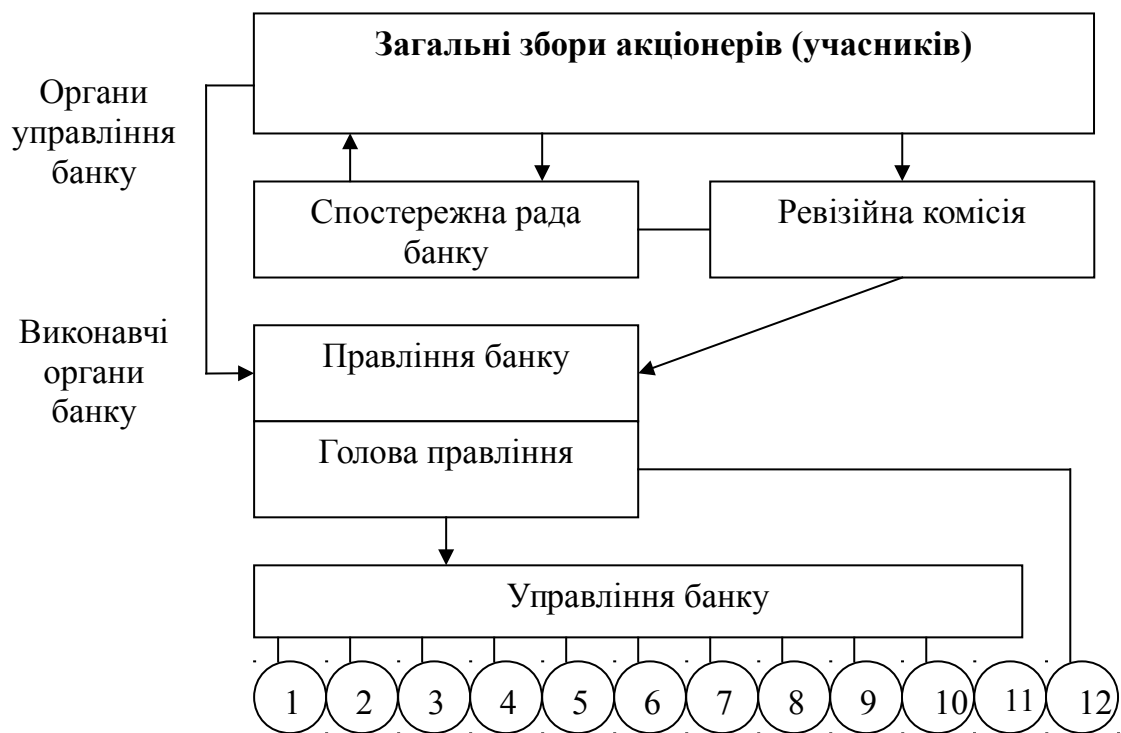 Загальні збори акціонерів (учасників)
Органи
управління
банку
Спостережна рада
банку
Ревізійна комісія
Виконавчі
органи
банку
Правління банку
Голова правління
Управління банку
1 2 3 4 5 6 7 8 9 10 11 12